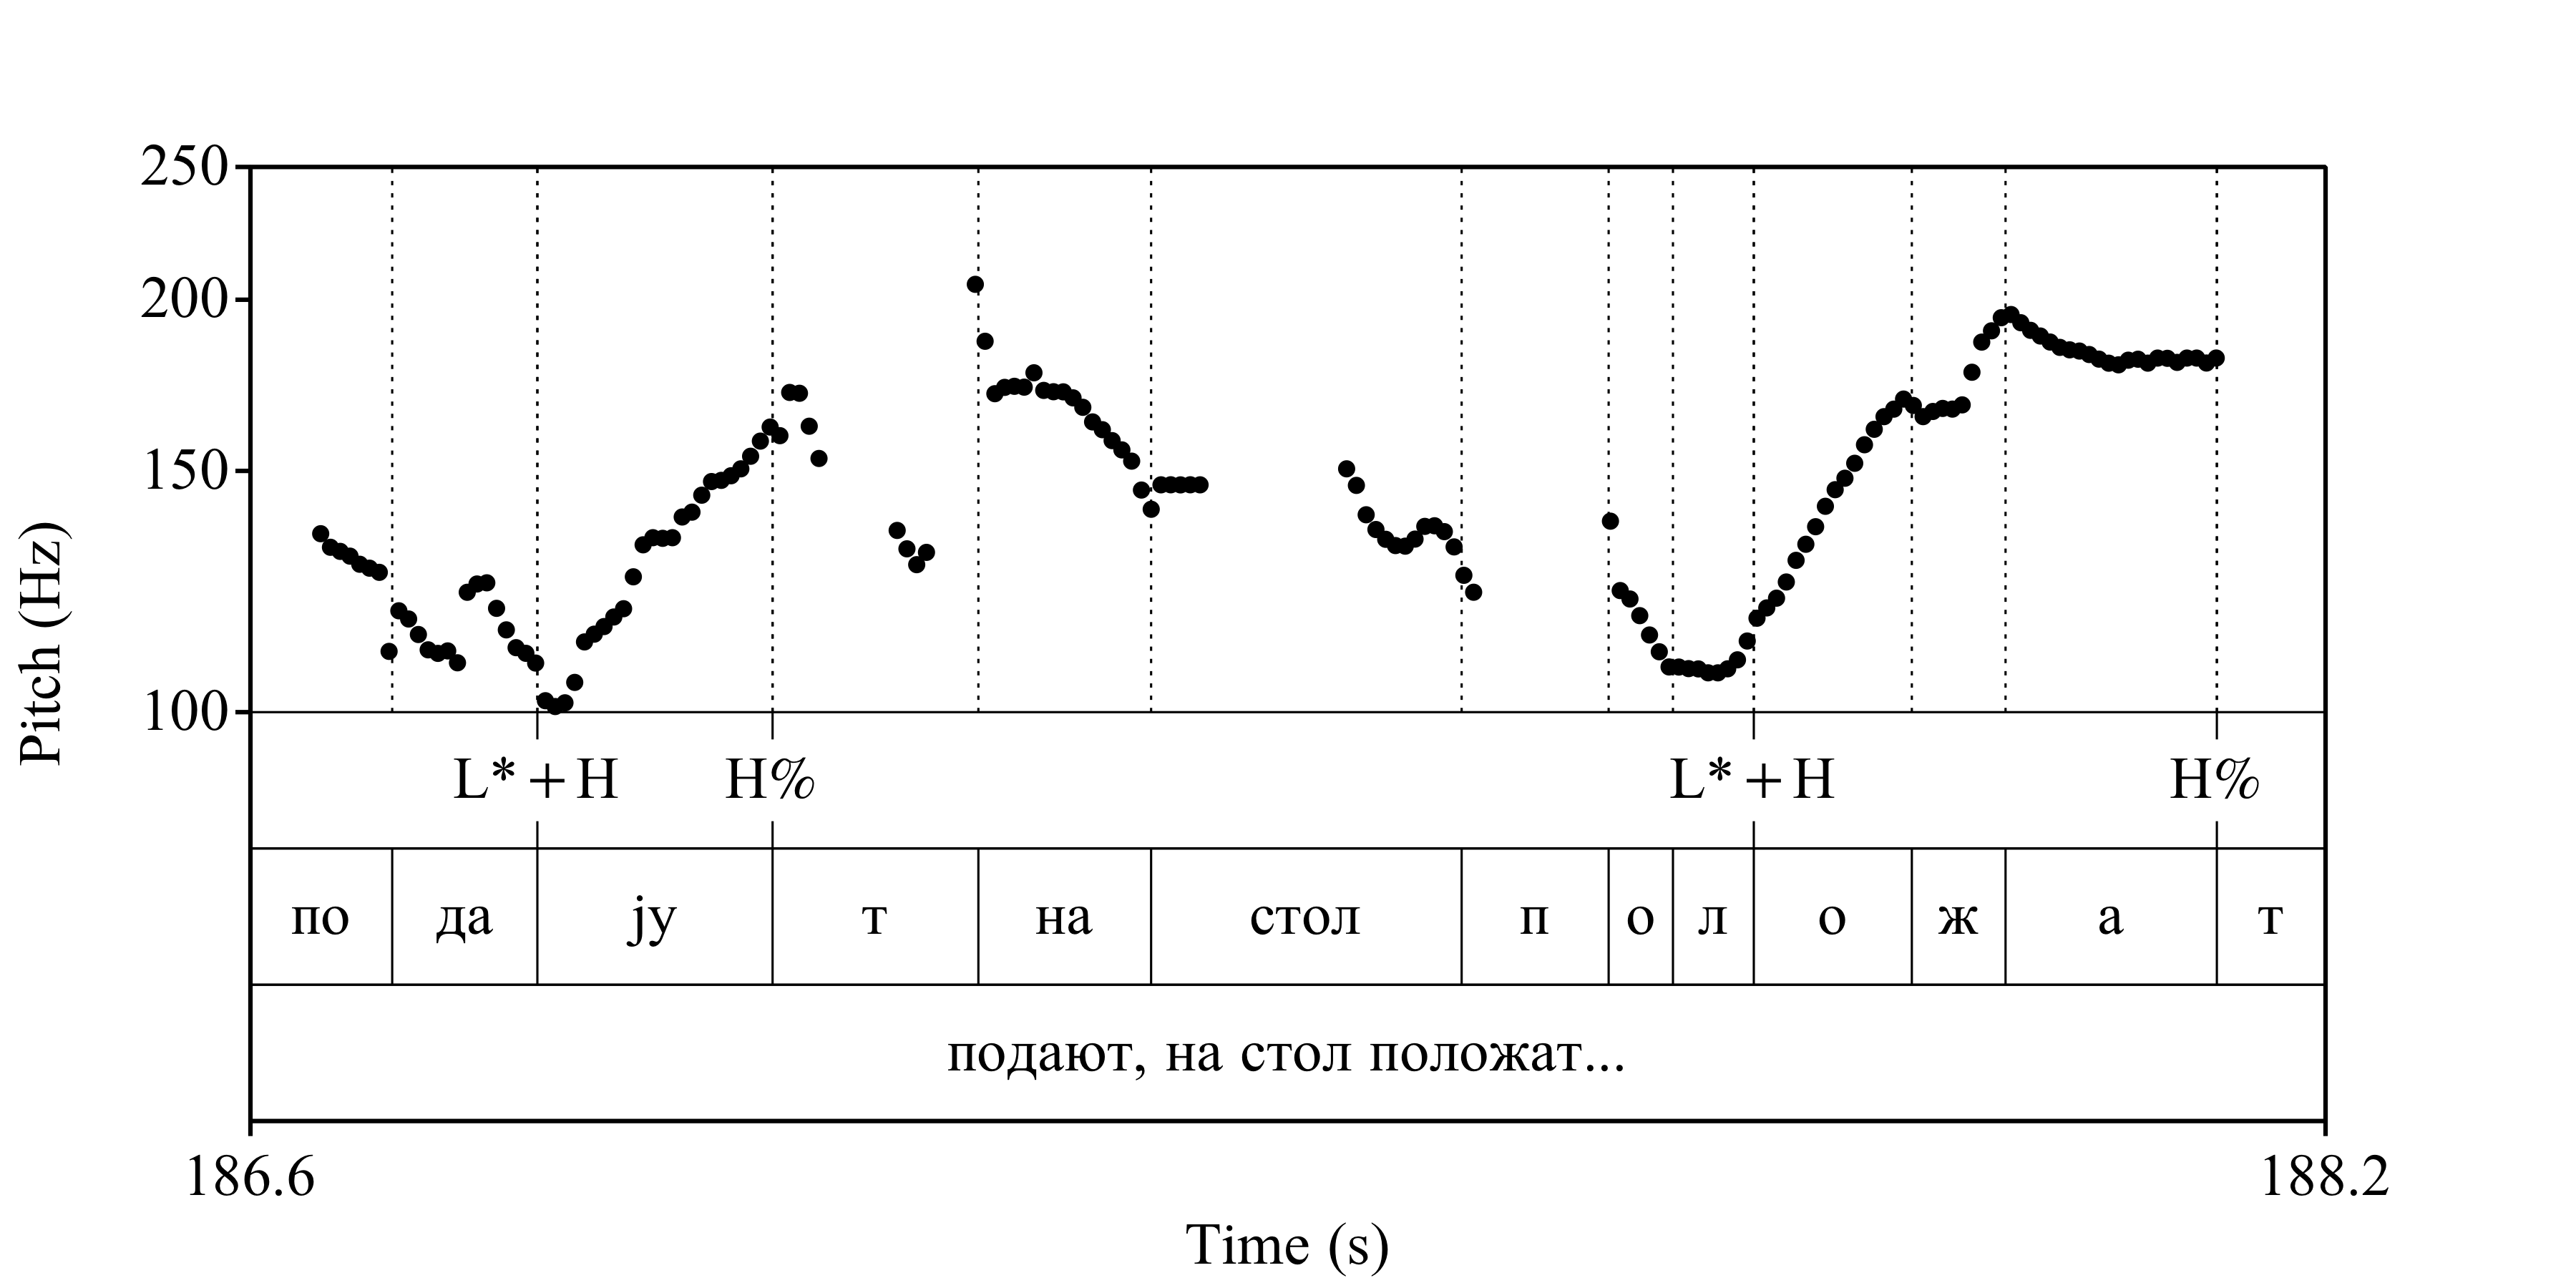 250
200
150
100
Pitch (Hz)
L* + H H% L* + H H%
по да jу т на стол п о л о ж а т
подают, на стол положат...
186.6 188.2
Time (s)